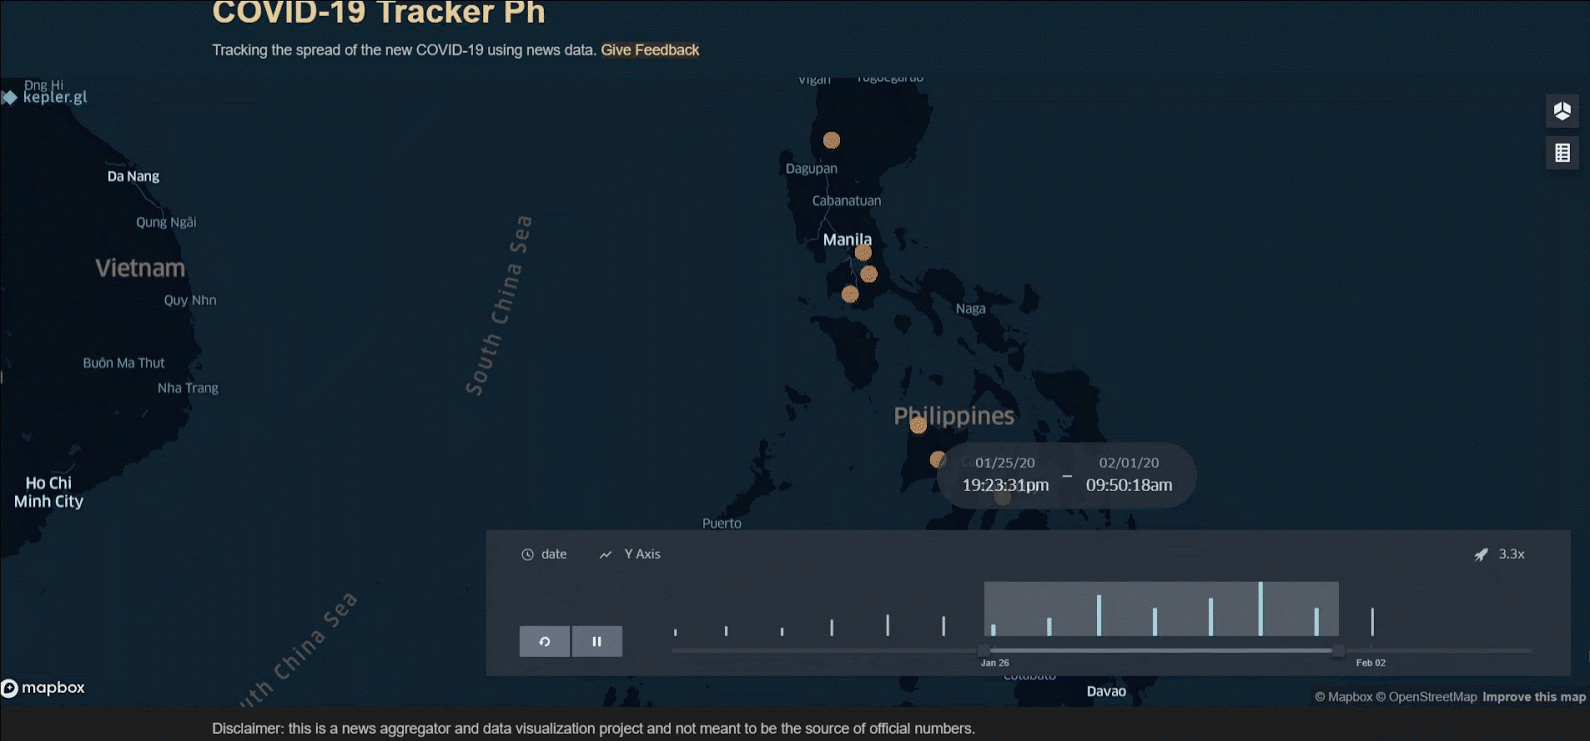 COVID-19 Tracker Ph
Tracking the spread of the new COVID-19 using news data. Give Feedback
Đng Hi
kepler.gl
Vigan Tuguegarao
Da Nang
Dagupan
Qung Ngãi
Cabanatuan
Manila
Vietnam
Quy Nhn
South China Sea
Naga
Buôn Ma Thut
Nha Trang
Philippines
01/25/20 – 02/01/20
19:23:31pm 09:50:18am
Ho Chi
Minh City
Puerto
date Y Axis 3.3x
Jan 26 Feb 02
uth China Sea
Cotabato
Davao
mapbox
© Mapbox © OpenStreetMap Improve this map
Disclaimer: this is a news aggregator and data visualization project and not meant to be the source of official numbers.